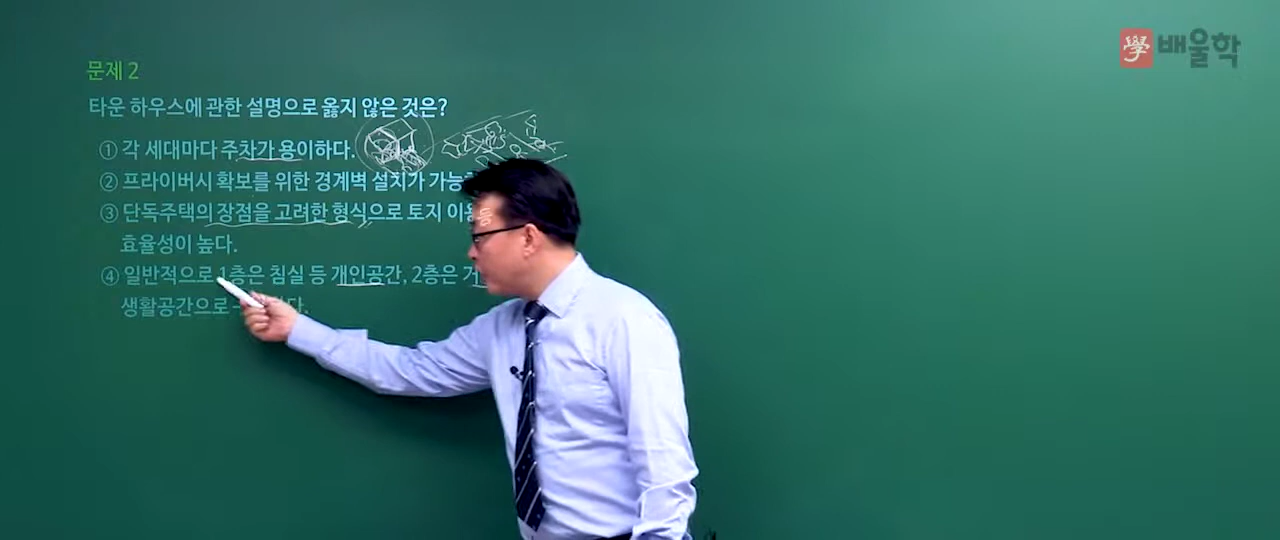 學 배울학
문제 2
타운 하우스에 관한 설명으로 옳지 않은 것은?
① 각 세대마다 주차가 용이하다.
② 프라이버시 확보를 위한 경계벽 설치가
③ 단독주택의 장점을 고려한 형식으로 토지
효율성이 높다.
④ 일반적으로 1층은 침실 등 개인공간, 2층은
생활공간으로